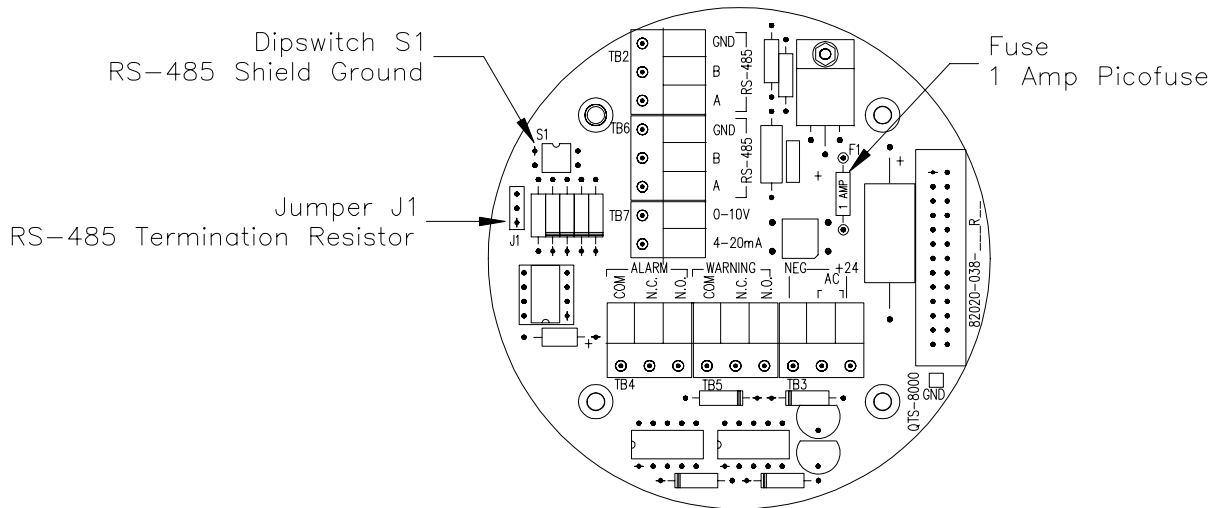 Dipswitch S1
RS-485 Shield Ground
Jumper J1
RS-485 Termination Resistor
Fuse
1 Amp Picofuse
S1
J1
TB2
GND
B
A
RS-485
TB6
GND
B
A
RS-485
TB7
0-10V
4-20mA
F1
1 AMP
+
+
ALARM
COM
N.C.
N.O.
WARNING
COM
N.C.
N.O.
NEG
AC
+24
+
TB4
TB5
TB3
82020-038-____R__
QTS-8000
GND